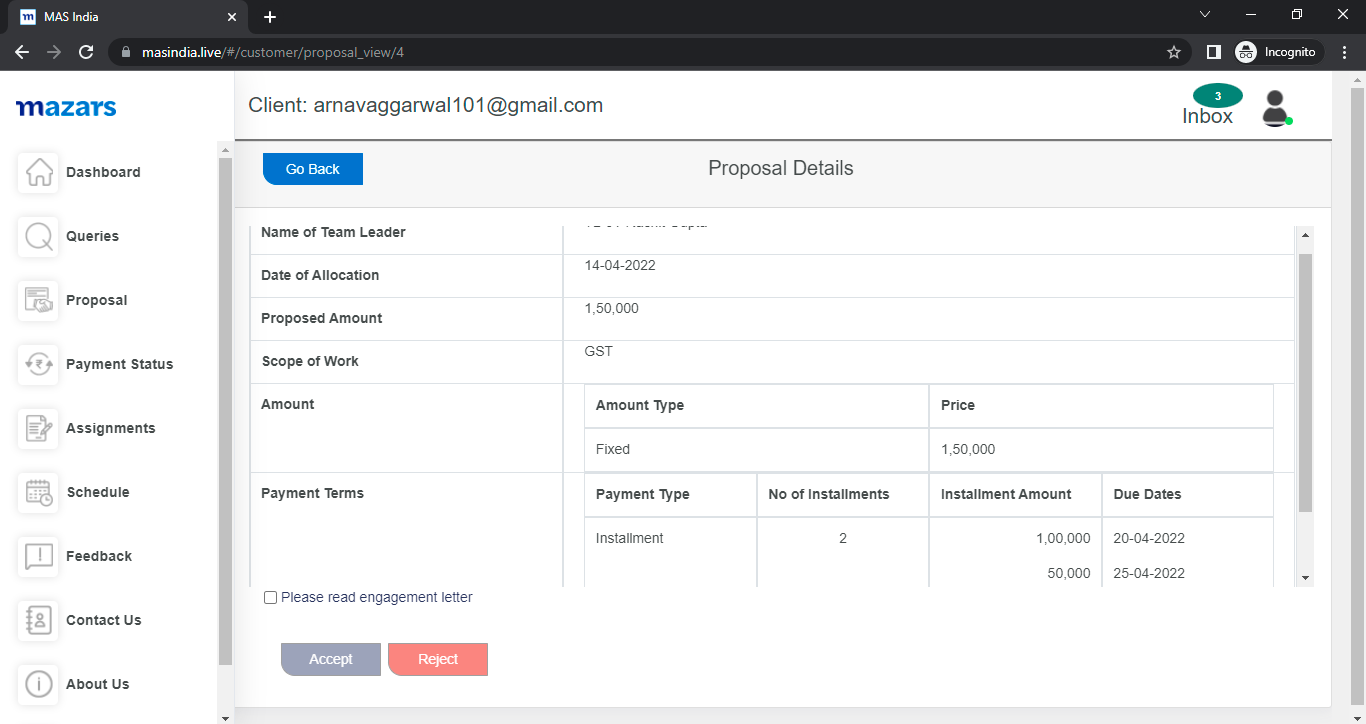 MAS India
masindia.live/#/customer/proposal_view/4
Incognito
mazars
Client: arnavaggarwal101@gmail.com
3
Inbox
Dashboard
Queries
Proposal
Payment Status
Assignments
Schedule
Feedback
Contact Us
About Us
Go Back
Proposal Details
Name of Team Leader
Date of Allocation 14-04-2022
Proposed Amount 1,50,000
Scope of Work GST
Amount
Amount Type Price
Fixed 1,50,000
Payment Terms
Payment Type No of Installments Installment Amount Due Dates
Installment 2 1,00,000 20-04-2022
50,000 25-04-2022
Please read engagement letter
Accept Reject